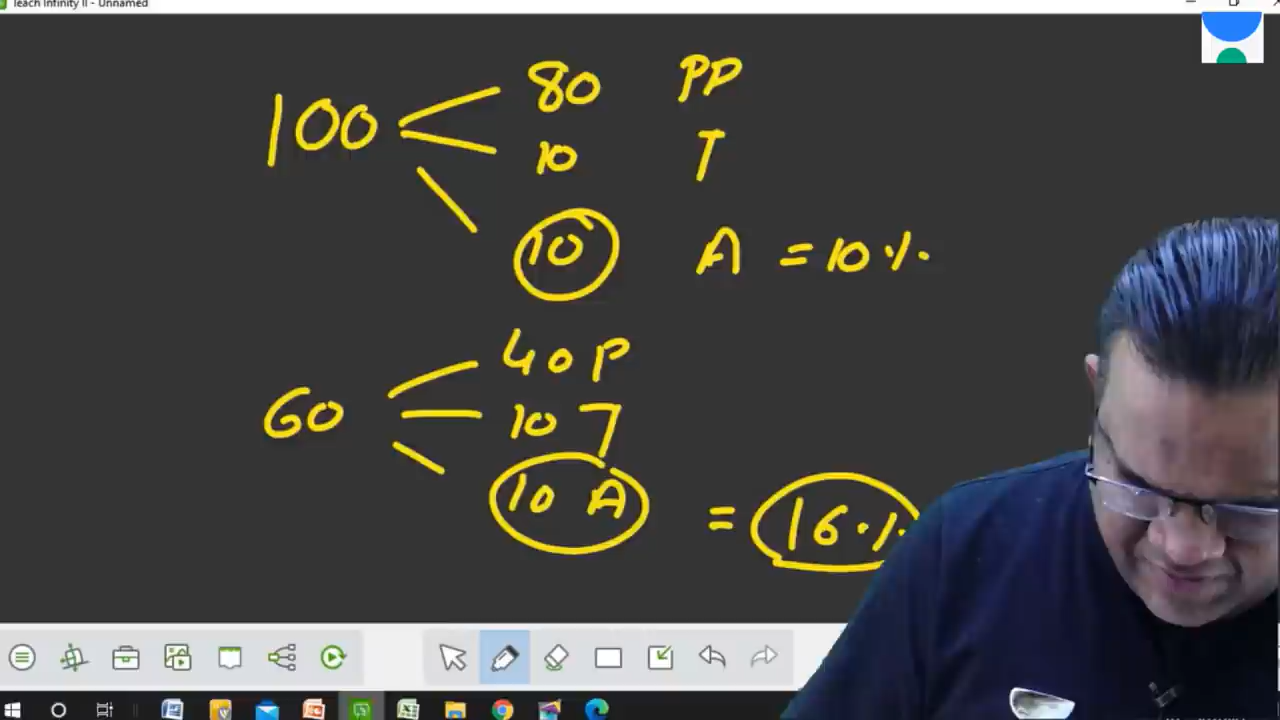 Teach Infinity II - Unnamed
100 80 PP
10 T
10 A = 10%
60 40 P
10 T
10 A = 16%